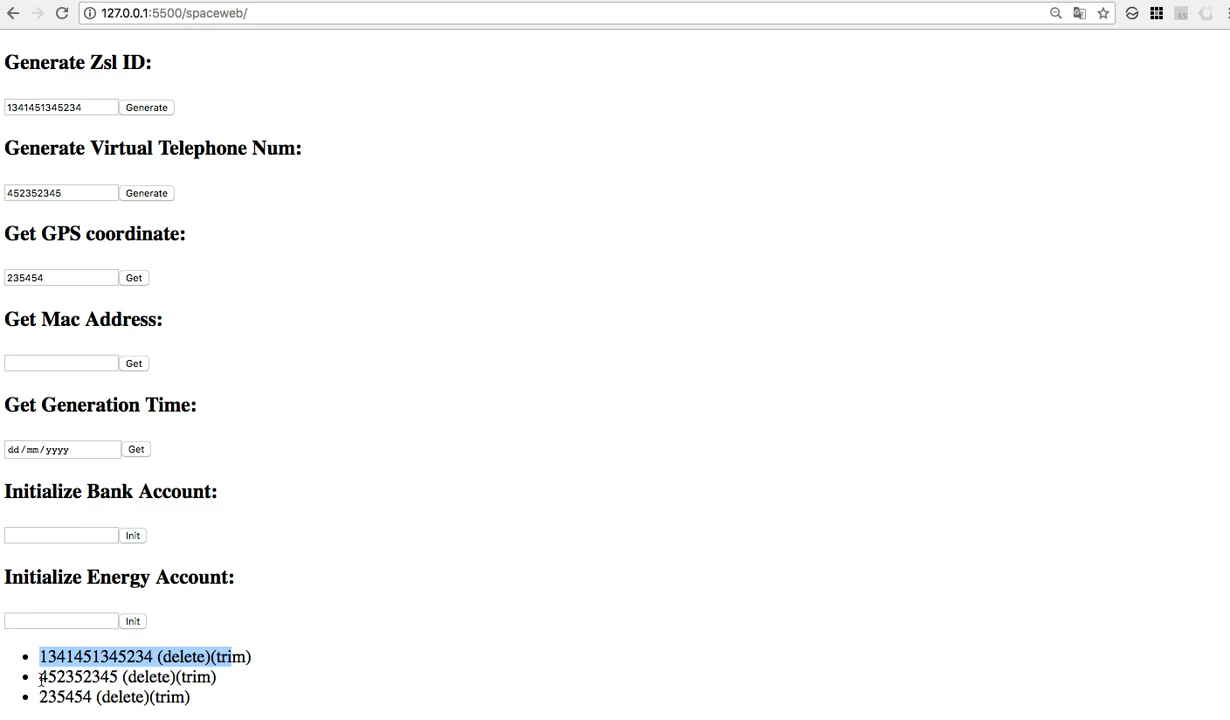 127.0.0.1:5500/spaceweb/
Generate Zsl ID:
1341451345234 Generate
Generate Virtual Telephone Num:
452352345 Generate
Get GPS coordinate:
235454 Get
Get Mac Address:
Get
Get Generation Time:
dd/mm/yyyy Get
Initialize Bank Account:
Init
Initialize Energy Account:
Init
1341451345234 (delete)(trim)
452352345 (delete)(trim)
235454 (delete)(trim)